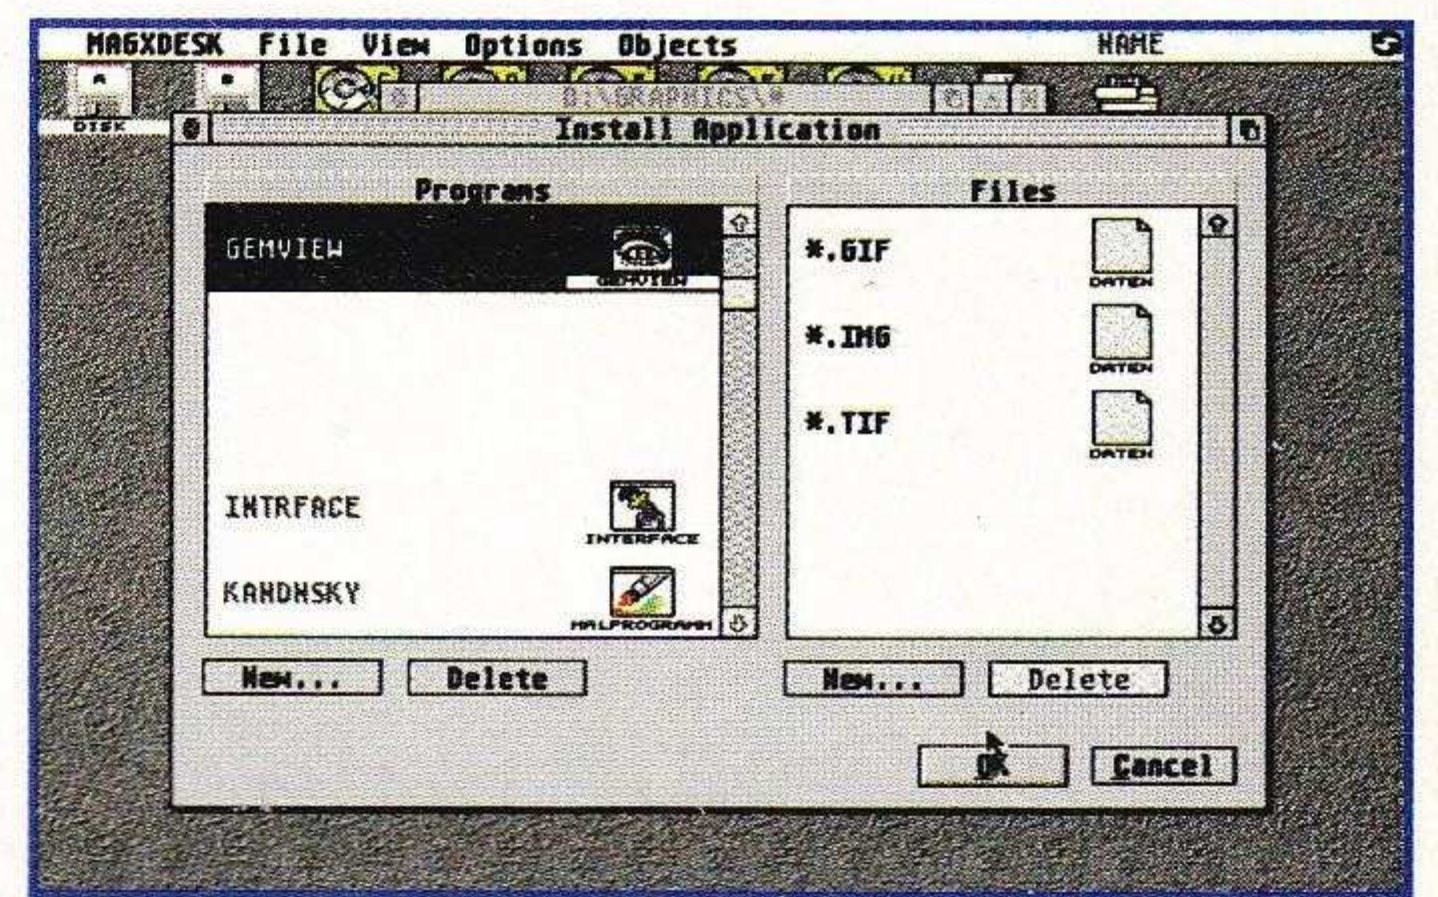 MAGXDESK File View Options Objects NAME
A B
D:\GRAPHICS\*
DISK
Install Application
Programs Files
GEMVIEW
GEMVIEW
*.GIF
DATEN
*.IMG
DATEN
*.TIF
DATEN
INTRFACE
INTERFACE
KANDNSKY
MALPROGRAMM
New... Delete New... Delete
OK Cancel